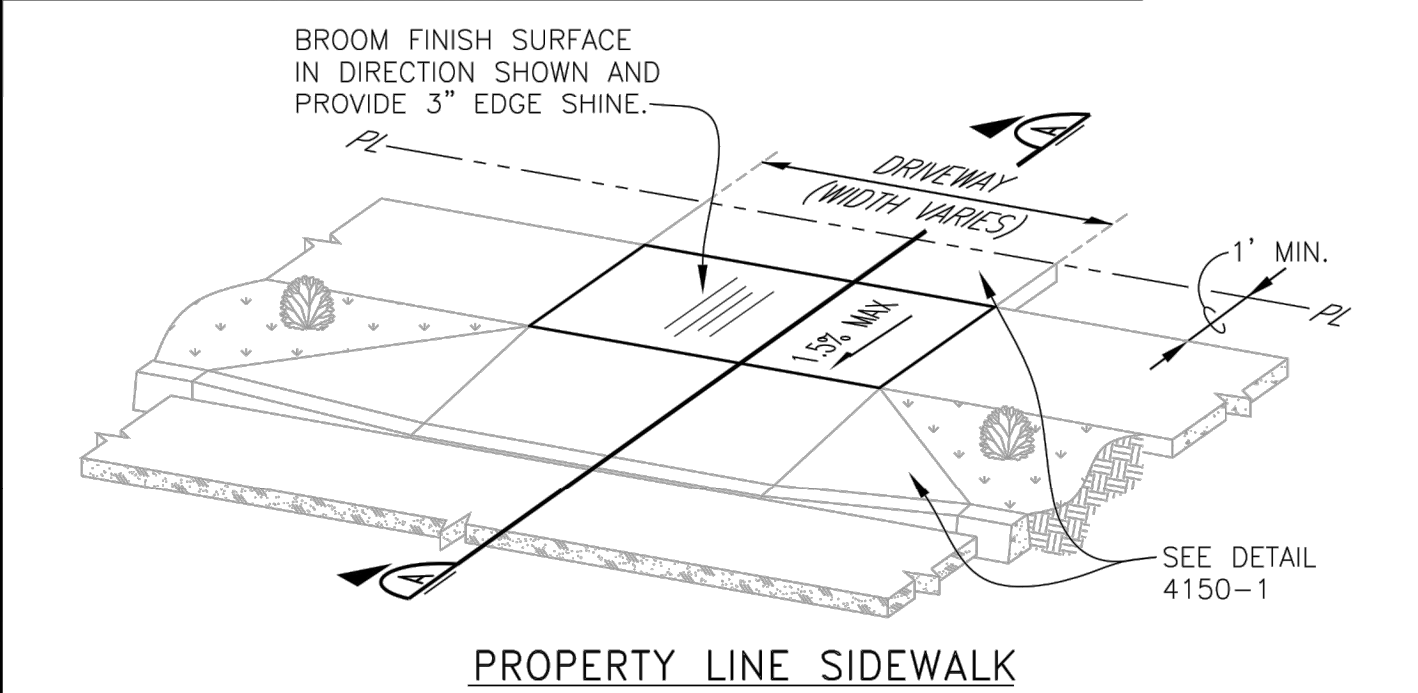 BROOM FINISH SURFACE
IN DIRECTION SHOWN AND
PROVIDE 3" EDGE SHINE.
PL
A
DRIVEWAY
(WIDTH VARIES)
1' MIN.
PL
1.5% MAX
A
SEE DETAIL
4150-1
PROPERTY LINE SIDEWALK